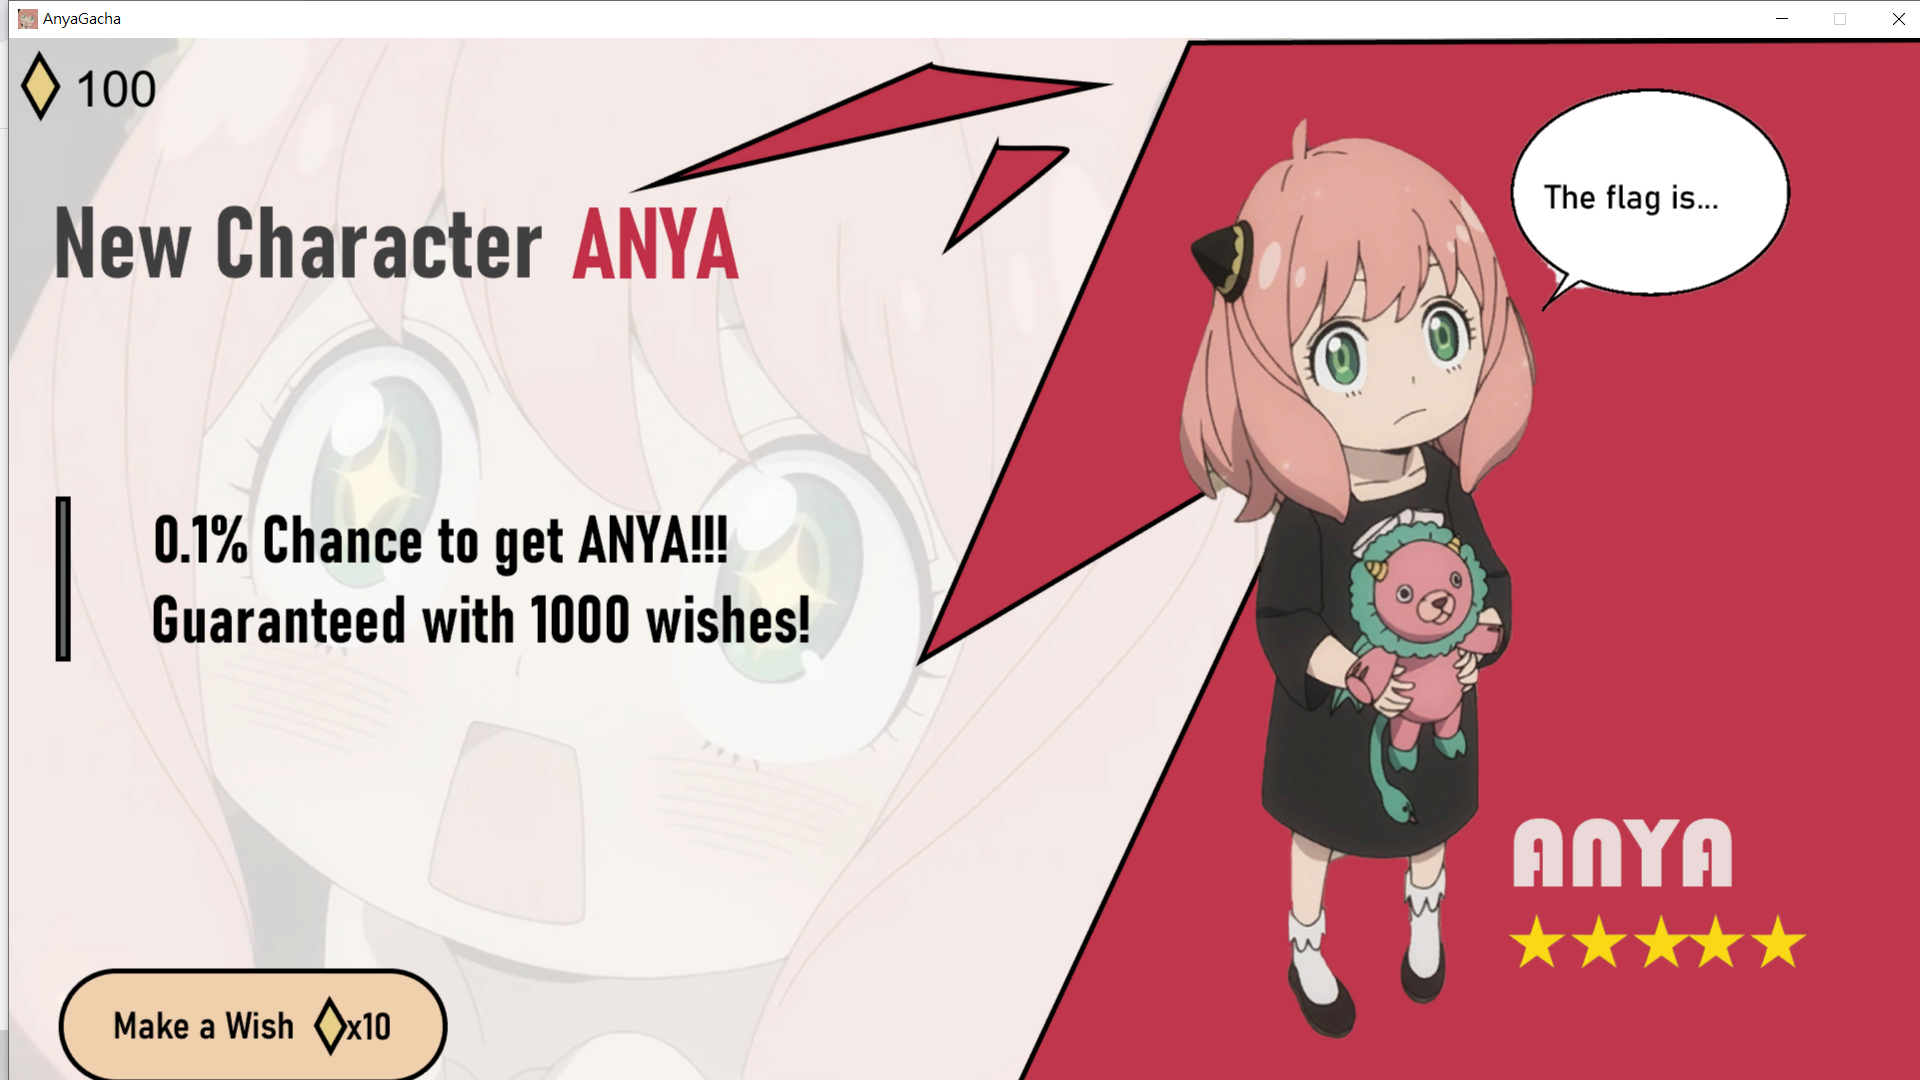 AnyaGacha
100
The flag is...
New Character ANYA
0.1% Chance to get ANYA!!!
Guaranteed with 1000 wishes!
ANYA
Make a Wish x10